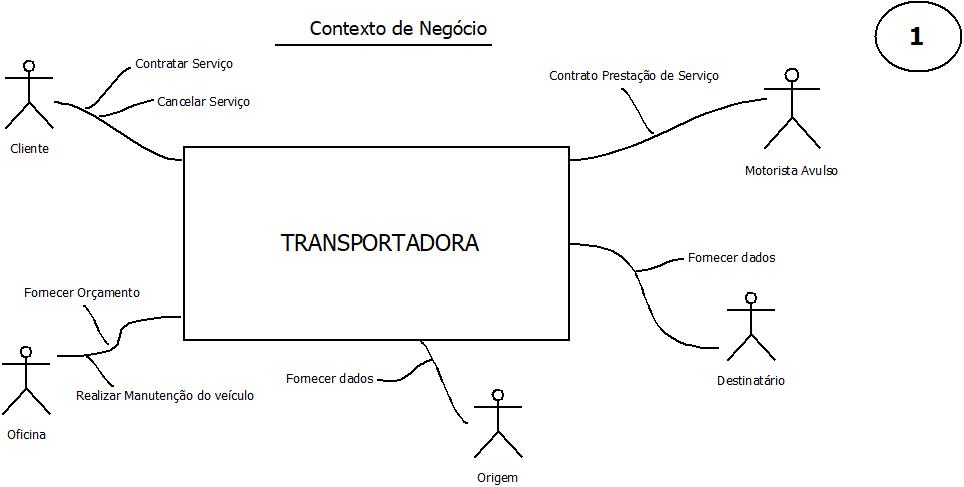 Contexto de Negócio
1
Contratar Serviço
Cancelar Serviço
Cliente
Contrato Prestação de Serviço
Motorista Avulso
TRANSPORTADORA
Fornecer dados
Destinatário
Fornecer Orçamento
Realizar Manutenção do veículo
Oficina
Fornecer dados
Origem